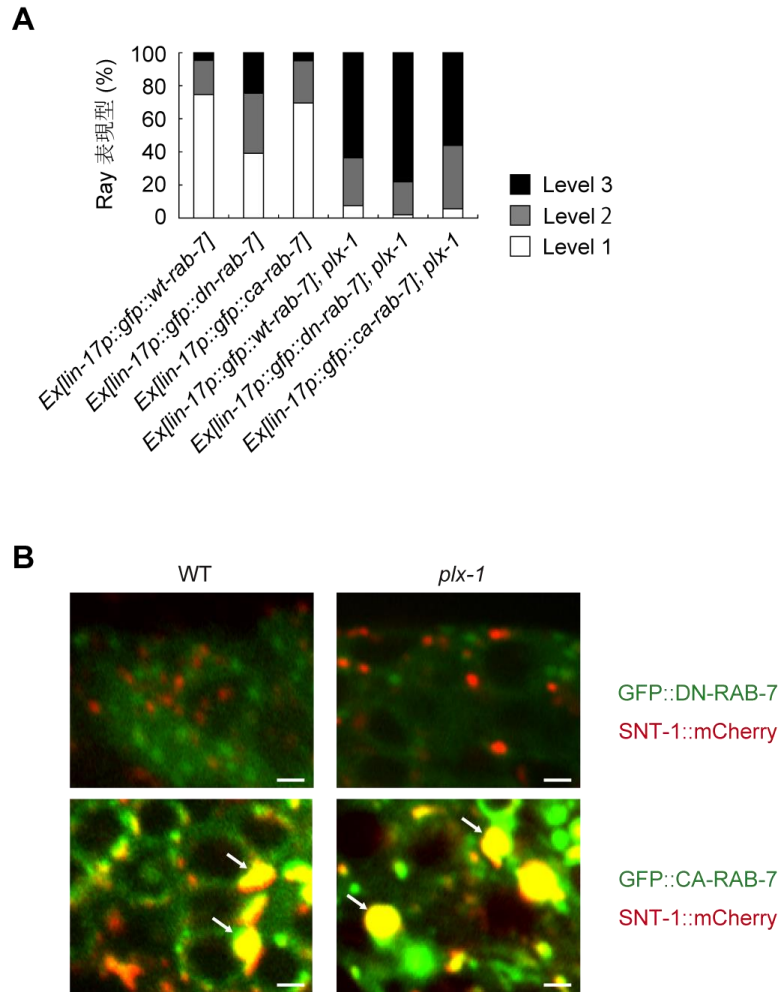 A
Ray 表現型 (%)
100
80
60
40
20
0
Level 3
Level 2
Level 1
Ex[lin-17p::gfp::wt-rab-7]
Ex[lin-17p::gfp::dn-rab-7]
Ex[lin-17p::gfp::ca-rab-7]
Ex[lin-17p::gfp::wt-rab-7]; plx-1
Ex[lin-17p::gfp::dn-rab-7]; plx-1
Ex[lin-17p::gfp::ca-rab-7]; plx-1
B
WT
plx-1
GFP::DN-RAB-7
SNT-1::mCherry
GFP::CA-RAB-7
SNT-1::mCherry